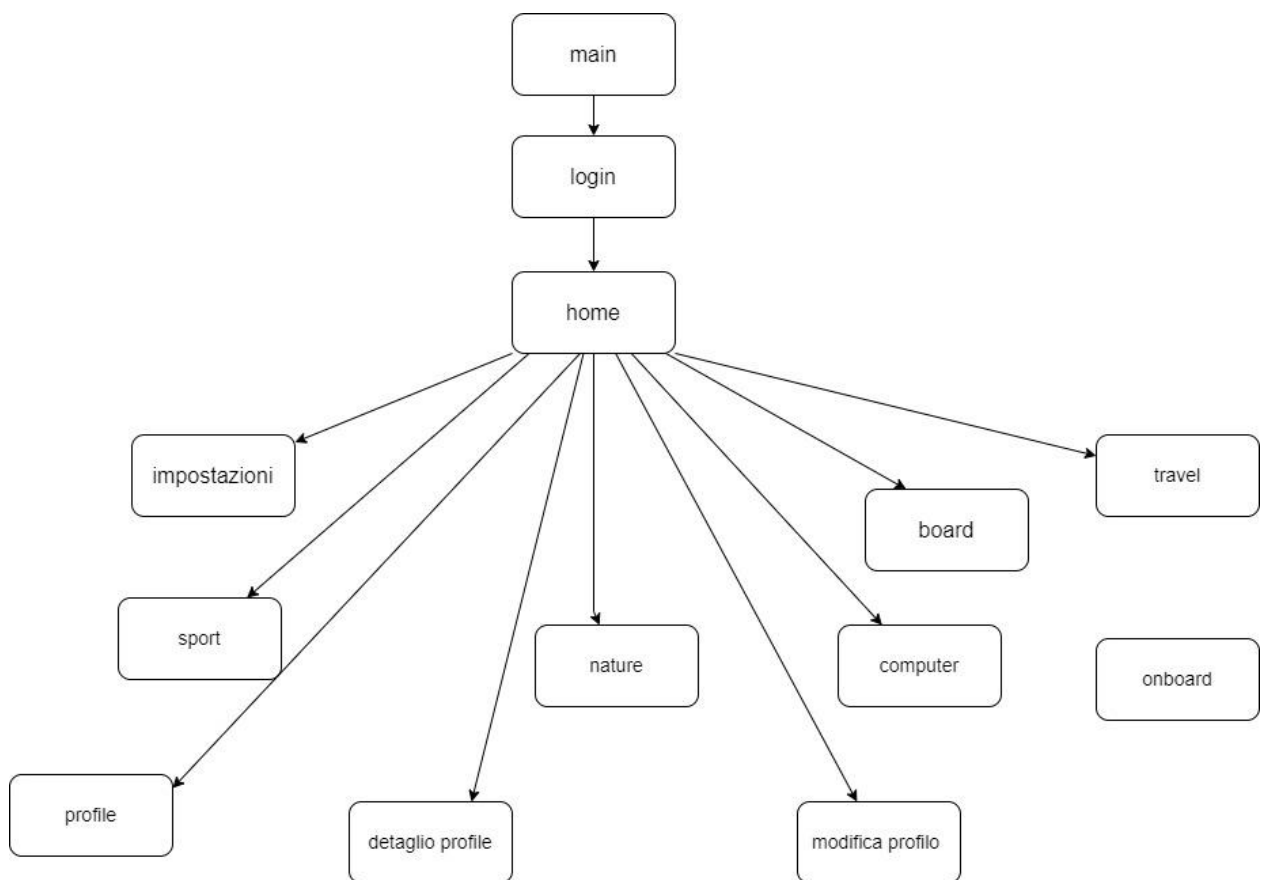 main
login
home
impostazioni
travel
board
sport
nature
computer
onboard
profile
detaglio profile
modifica profilo